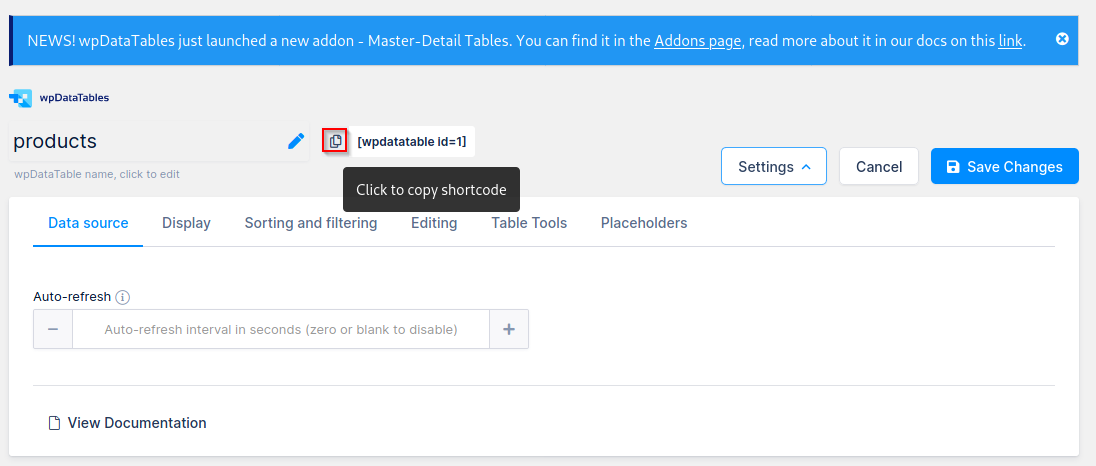 NEWS! wpDataTables just launched a new addon - Master-Detail Tables. You can find it in the Addons page, read more about it in our docs on this link.
wpDataTables
products
[wpdatatable id=1]
wpDataTable name, click to edit
Click to copy shortcode
Settings
Cancel
Save Changes
Data source
Display
Sorting and filtering
Editing
Table Tools
Placeholders
Auto-refresh
Auto-refresh interval in seconds (zero or blank to disable)
View Documentation